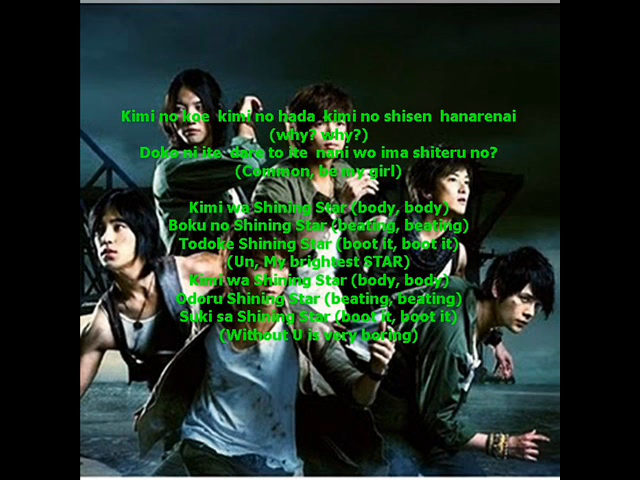 Kimi no koe kimi no hada kimi no shisen hanarenai
(why? why?)
Doko ni ite dare to ite nani wo ima shiteru no?
(Common, be my girl)
Kimi wa Shining Star (body, body)
Boku no Shining Star (beating, beating)
Todoke Shining Star (boot it, boot it)
(Un, My brightest STAR)
Kimi wa Shining Star (body, body)
Odoru Shining Star (beating, beating)
Suki sa Shining Star (boot it, boot it)
(Without U is very boring)